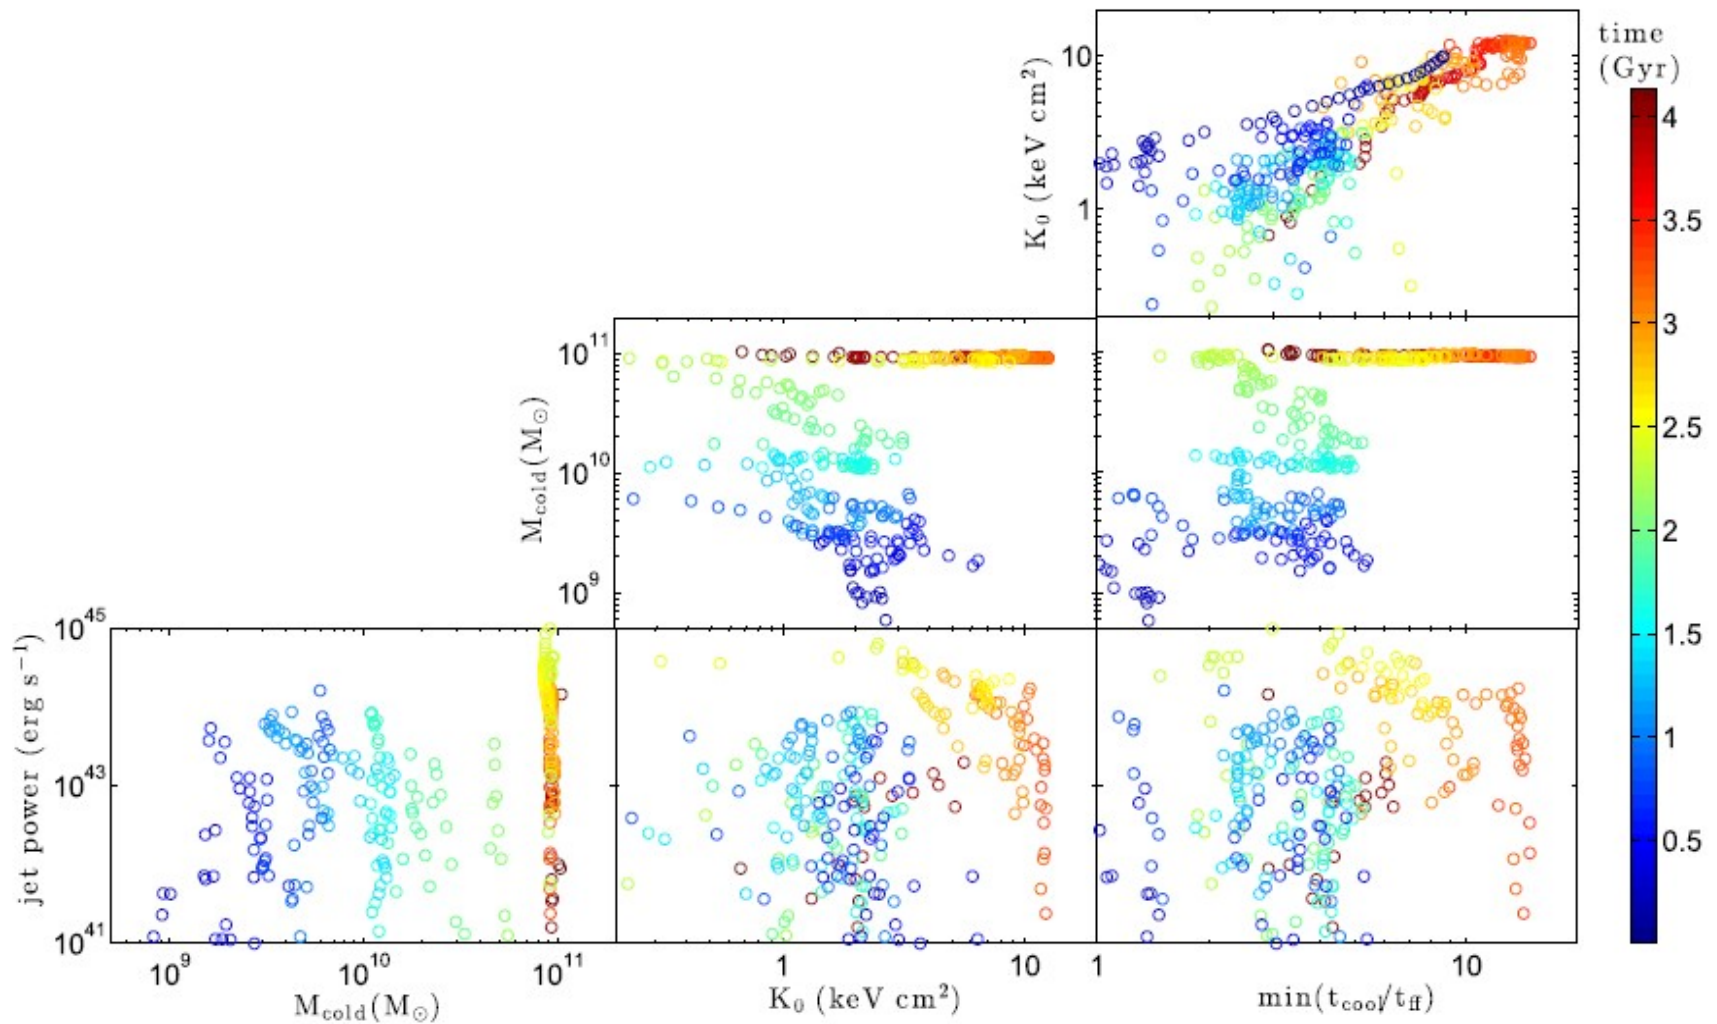 time
(Gyr)
10
1
K₀ (keV cm²)
4
3.5
3
2.5
2
1.5
1
0.5
10¹¹
10¹⁰
10⁹
M_cold(M_⊙)
10⁴⁵
10⁴³
10⁴¹
jet power (erg s⁻¹)
10⁹ 10¹⁰ 10¹¹
1 10
1 10
M_cold(M_⊙)
K₀ (keV cm²)
min(t_cool/t_ff)